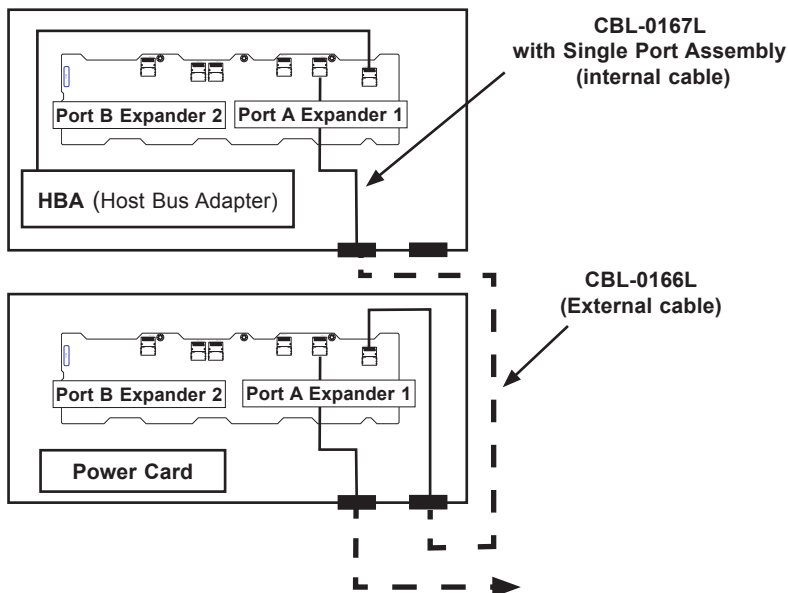 CBL-0167L
with Single Port Assembly
(internal cable)
Port B Expander 2
Port A Expander 1
HBA (Host Bus Adapter)
CBL-0166L
(External cable)
Port B Expander 2
Port A Expander 1
Power Card